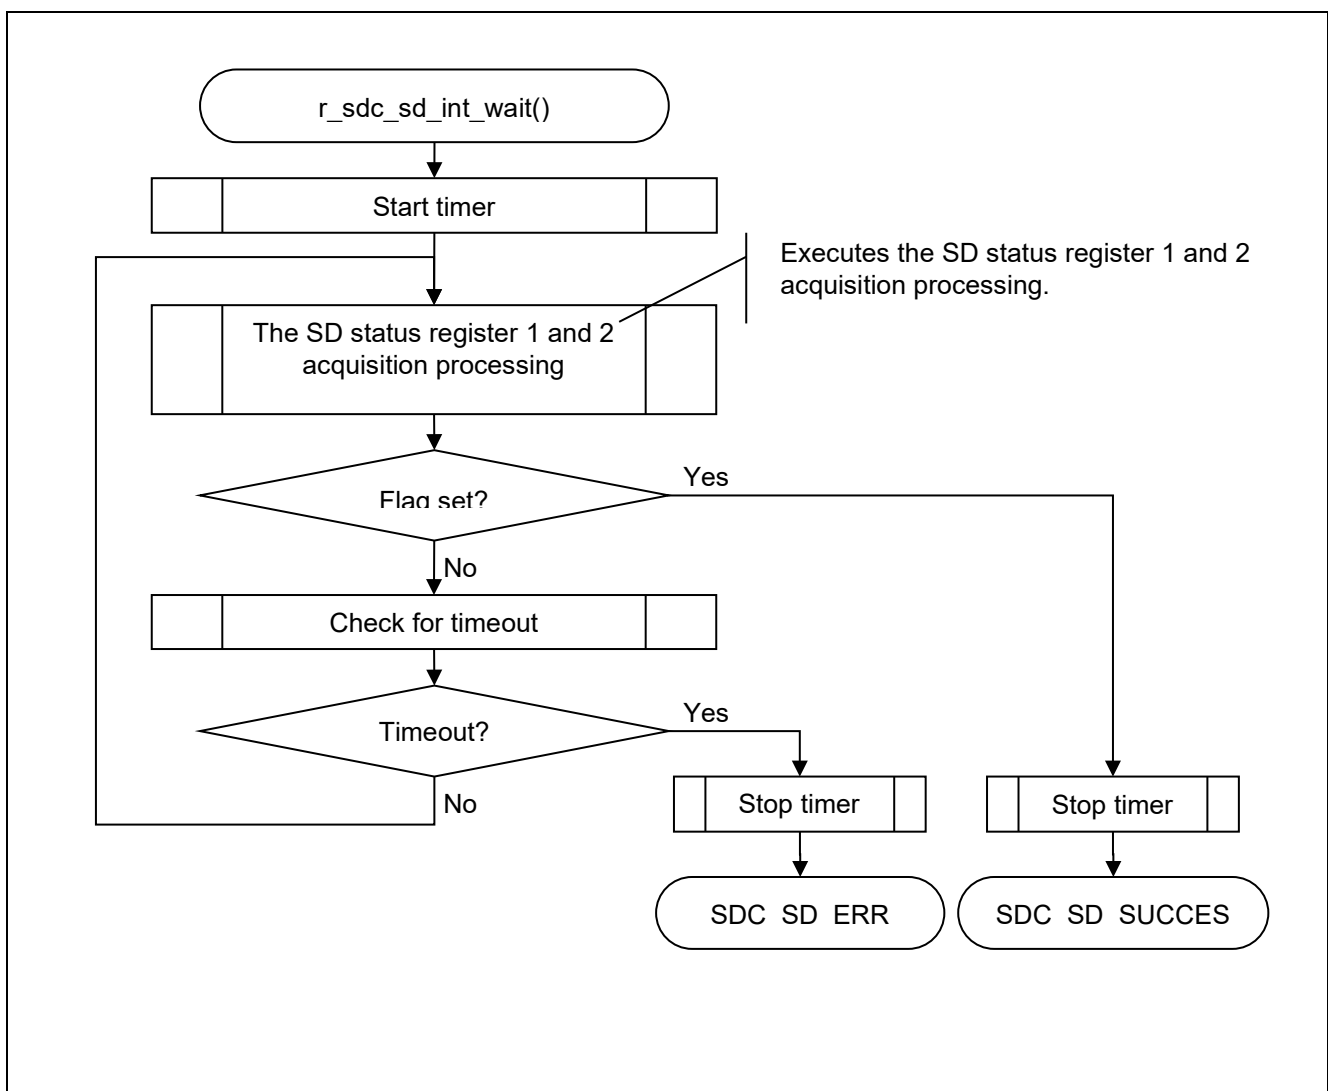 r_sdc_sd_int_wait()
Start timer
Executes the SD status register 1 and 2
acquisition processing.
The SD status register 1 and 2
acquisition processing
Flag set?
Yes
No
Check for timeout
Timeout?
Yes
No
Stop timer
Stop timer
SDC_SD_ERR
SDC_SD_SUCCES